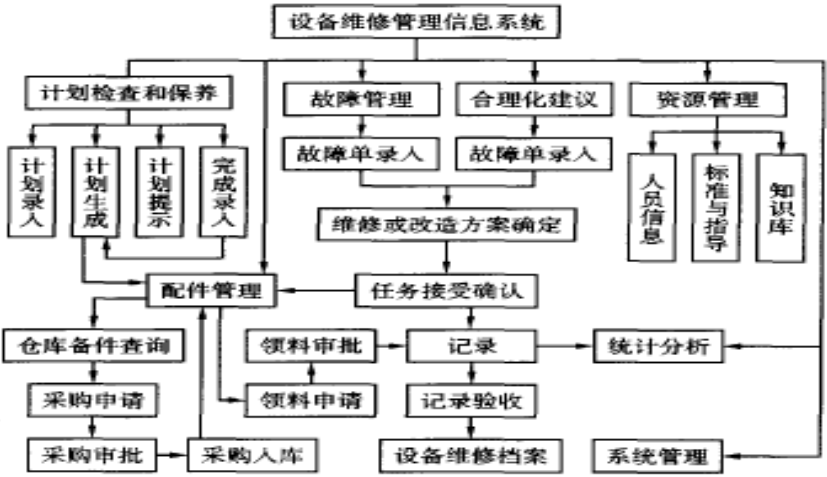 设备维修管理信息系统
计划检查和保养
故障管理
合理化建议
资源管理
故障单录人
故障单录人
计划录人
计划生成
计划提示
完成录人
人员信息
标准与指导
知识库
维修或改造方案确定
配件管理
任务接受确认
仓库备件查询
领料审批
记录
统计分析
采购申请
领料申请
记录验收
采购审批
采购入库
设备维修档案
系统管理